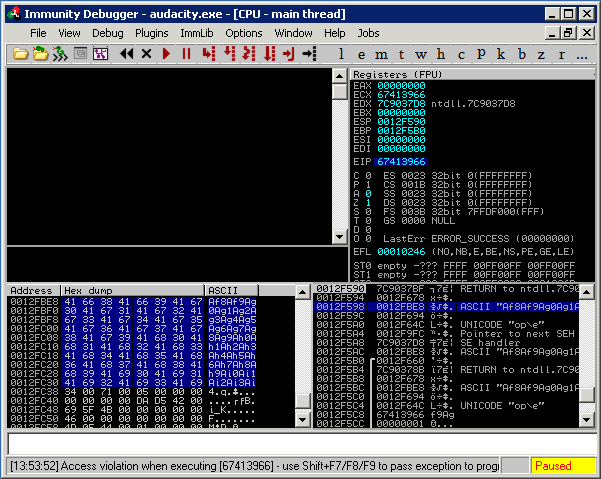 Immunity Debugger - audacity.exe - [CPU - main thread]
File View Debug Plugins ImmLib Options Window Help Jobs
l e m t w h c p k b z r ...
Registers (FPU)
EAX 00000000
ECX 67413966
EDX 7C9037D8 ntdll.7C9037D8
EBX 00000000
ESP 0012F590
EBP 0012F5B0
ESI 00000000
EDI 00000000
EIP 67413966
C 0 ES 0023 32bit 0(FFFFFFFF)
P 1 CS 001B 32bit 0(FFFFFFFF)
A 0 SS 0023 32bit 0(FFFFFFFF)
Z 1 DS 0023 32bit 0(FFFFFFFF)
S 0 FS 003B 32bit 7FFDF000(FFF)
T 0 GS 0000 NULL
D 0
O 0 LastErr ERROR_SUCCESS (00000000)
EFL 00010246 (NO,NB,E,BE,NS,PE,GE,LE)
ST0 empty -??? FFFF 00FF00FF 00FF00FF
ST1 empty -??? FFFF 00FF00FF 00FF00FF
Address Hex dump ASCII
0012FBE8 41 66 38 41 66 39 41 67 Af8Af9Ag
0012FBF0 30 41 67 31 41 67 32 41 0Ag1Ag2A
0012FBF8 67 33 41 67 34 41 67 35 g3Ag4Ag5
0012FC00 41 67 36 41 67 37 41 67 Ag6Ag7Ag
0012FC08 38 41 67 39 41 68 30 41 8Ag9Ah0A
0012FC10 68 31 41 68 32 41 68 33 h1Ah2Ah3
0012FC18 41 68 34 41 68 35 41 68 Ah4Ah5Ah
0012FC20 36 41 68 37 41 68 38 41 6Ah7Ah8A
0012FC28 68 39 41 69 30 41 69 31 h9Ai0Ai1
0012FC30 41 69 32 41 69 33 41 69 Ai2Ai3Ai
0012FC38 34 00 71 00 05 00 00 00 4.q.
0012FC40 00 00 00 00 DA D5 42 00
0012FC48 69 5F 4B 00 00 00 00 00 i_K.....
0012FC50 46 00 00 00 00 00 00 00 F.......
0012F590 7C9037BF RETURN to ntdll.7C90
0012F594 0012F678
0012F598 0012FBE8 ASCII "Af8Af9Ag0Ag1A
0012F59C 0012F694
0012F5A0 0012F64C UNICODE "op\e"
0012F5A4 0012F9FC Pointer to next SEH
0012F5A8 7C9037D8 SE handler
0012F5AC 0012FBE8 ASCII "Af8Af9Ag0Ag1A
0012F5B0 0012F660
0012F5B4 7C90378B RETURN to ntdll.7C90
0012F5B8 0012F678
0012F5BC 0012FBE8 ASCII "Af8Af9Ag0Ag1A
0012F5C0 0012F694
0012F5C4 0012F64C UNICODE "op\e"
0012F5C8 67413966 f9Ag
[13:53:52] Access violation when executing [67413966] - use Shift+F7/F8/F9 to pass exception to progr
Paused